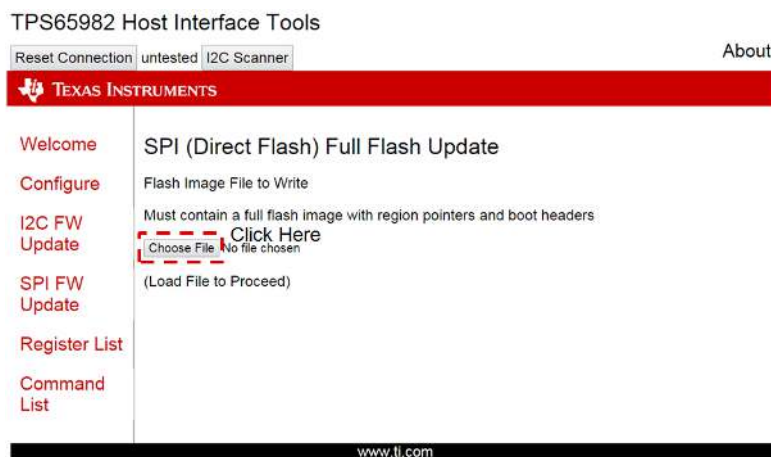 TPS65982 Host Interface Tools
Reset Connection untested I2C Scanner
About
TEXAS INSTRUMENTS
Welcome
Configure
I2C FW
Update
SPI FW
Update
Register List
Command
List
SPI (Direct Flash) Full Flash Update
Flash Image File to Write
Must contain a full flash image with region pointers and boot headers
Click Here
Choose File No file chosen
(Load File to Proceed)
www.ti.com